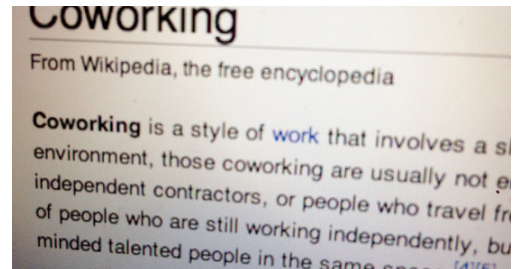 Coworking
From Wikipedia, the free encyclopedia
Coworking is a style of work that involves a
environment, those coworking are usually not
independent contractors, or people who travel
of people who are still working independently,
minded talented people in the same